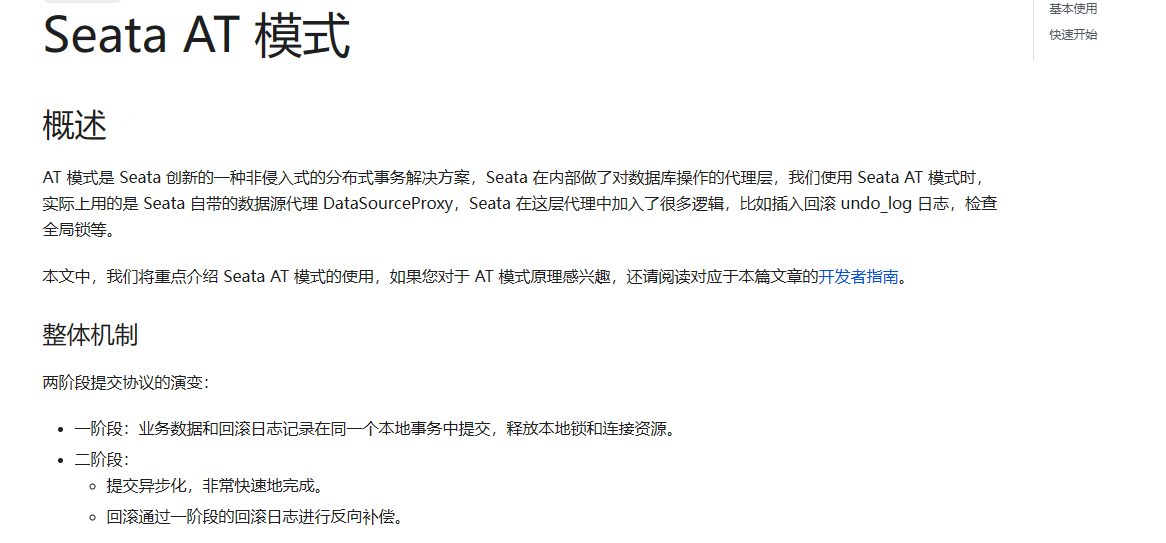 Seata AT 模式
基本使用
快速开始
概述
AT 模式是 Seata 创新的一种非侵入式的分布式事务解决方案，Seata 在内部做了对数据库操作的代理层，我们使用 Seata AT 模式时，
实际上用的是 Seata 自带的数据源代理 DataSourceProxy，Seata 在这层代理中加入了很多逻辑，比如插入回滚 undo_log 日志，检查
全局锁等。
本文中，我们将重点介绍 Seata AT 模式的使用，如果您对于 AT 模式原理感兴趣，还请阅读对应于本篇文章的开发者指南。
整体机制
两阶段提交协议的演变：
• 一阶段：业务数据和回滚日志记录在同一个本地事务中提交，释放本地锁和连接资源。
• 二阶段：
◦ 提交异步化，非常快速地完成。
◦ 回滚通过一阶段的回滚日志进行反向补偿。